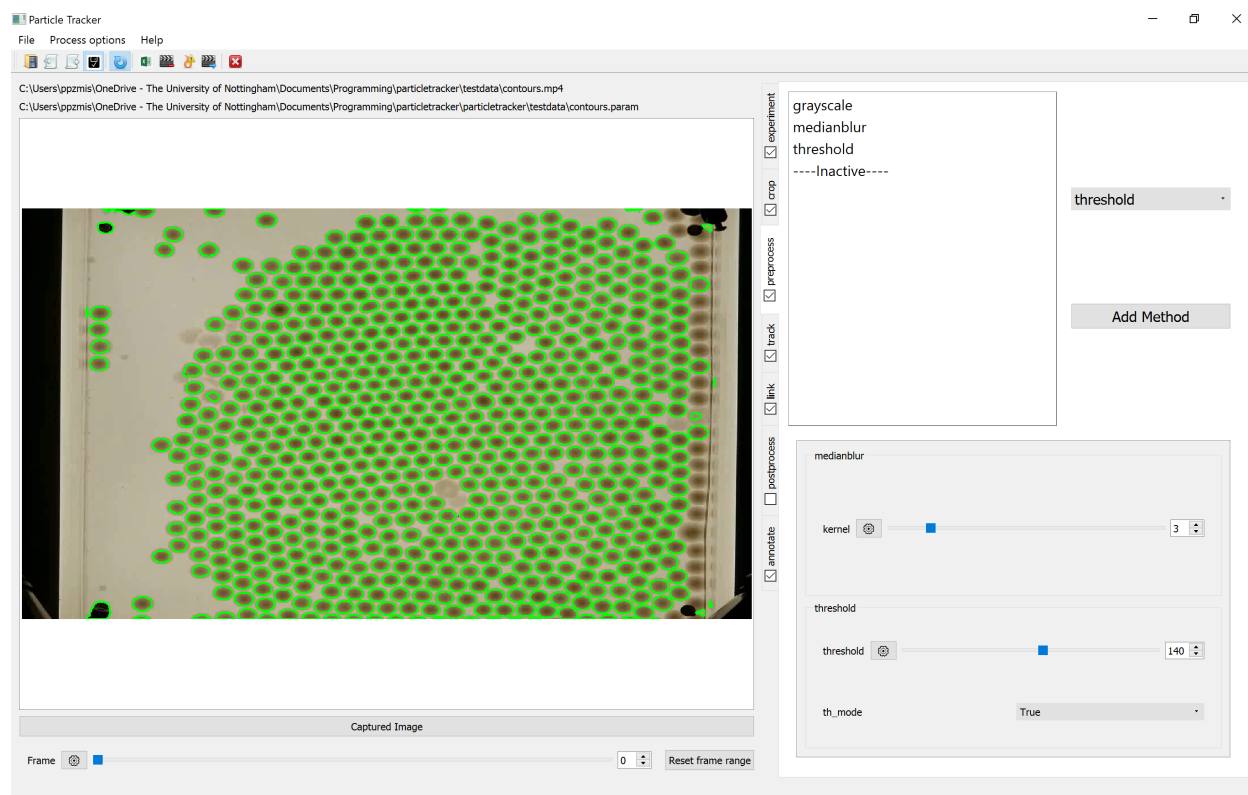 Particle Tracker
File Process options Help
C:\Users\ppzmis\OneDrive - The University of Nottingham\Documents\Programming\particletracker\testdata\contours.mp4
C:\Users\ppzmis\OneDrive - The University of Nottingham\Documents\Programming\particletracker\particletracker\testdata\contours.param
experiment
crop
preprocess
track
link
postprocess
annotate
grayscale
medianblur
threshold
----Inactive----
threshold
Add Method
medianblur
kernel 3
threshold
threshold 140
th_mode True
Captured Image
Frame 0 Reset frame range